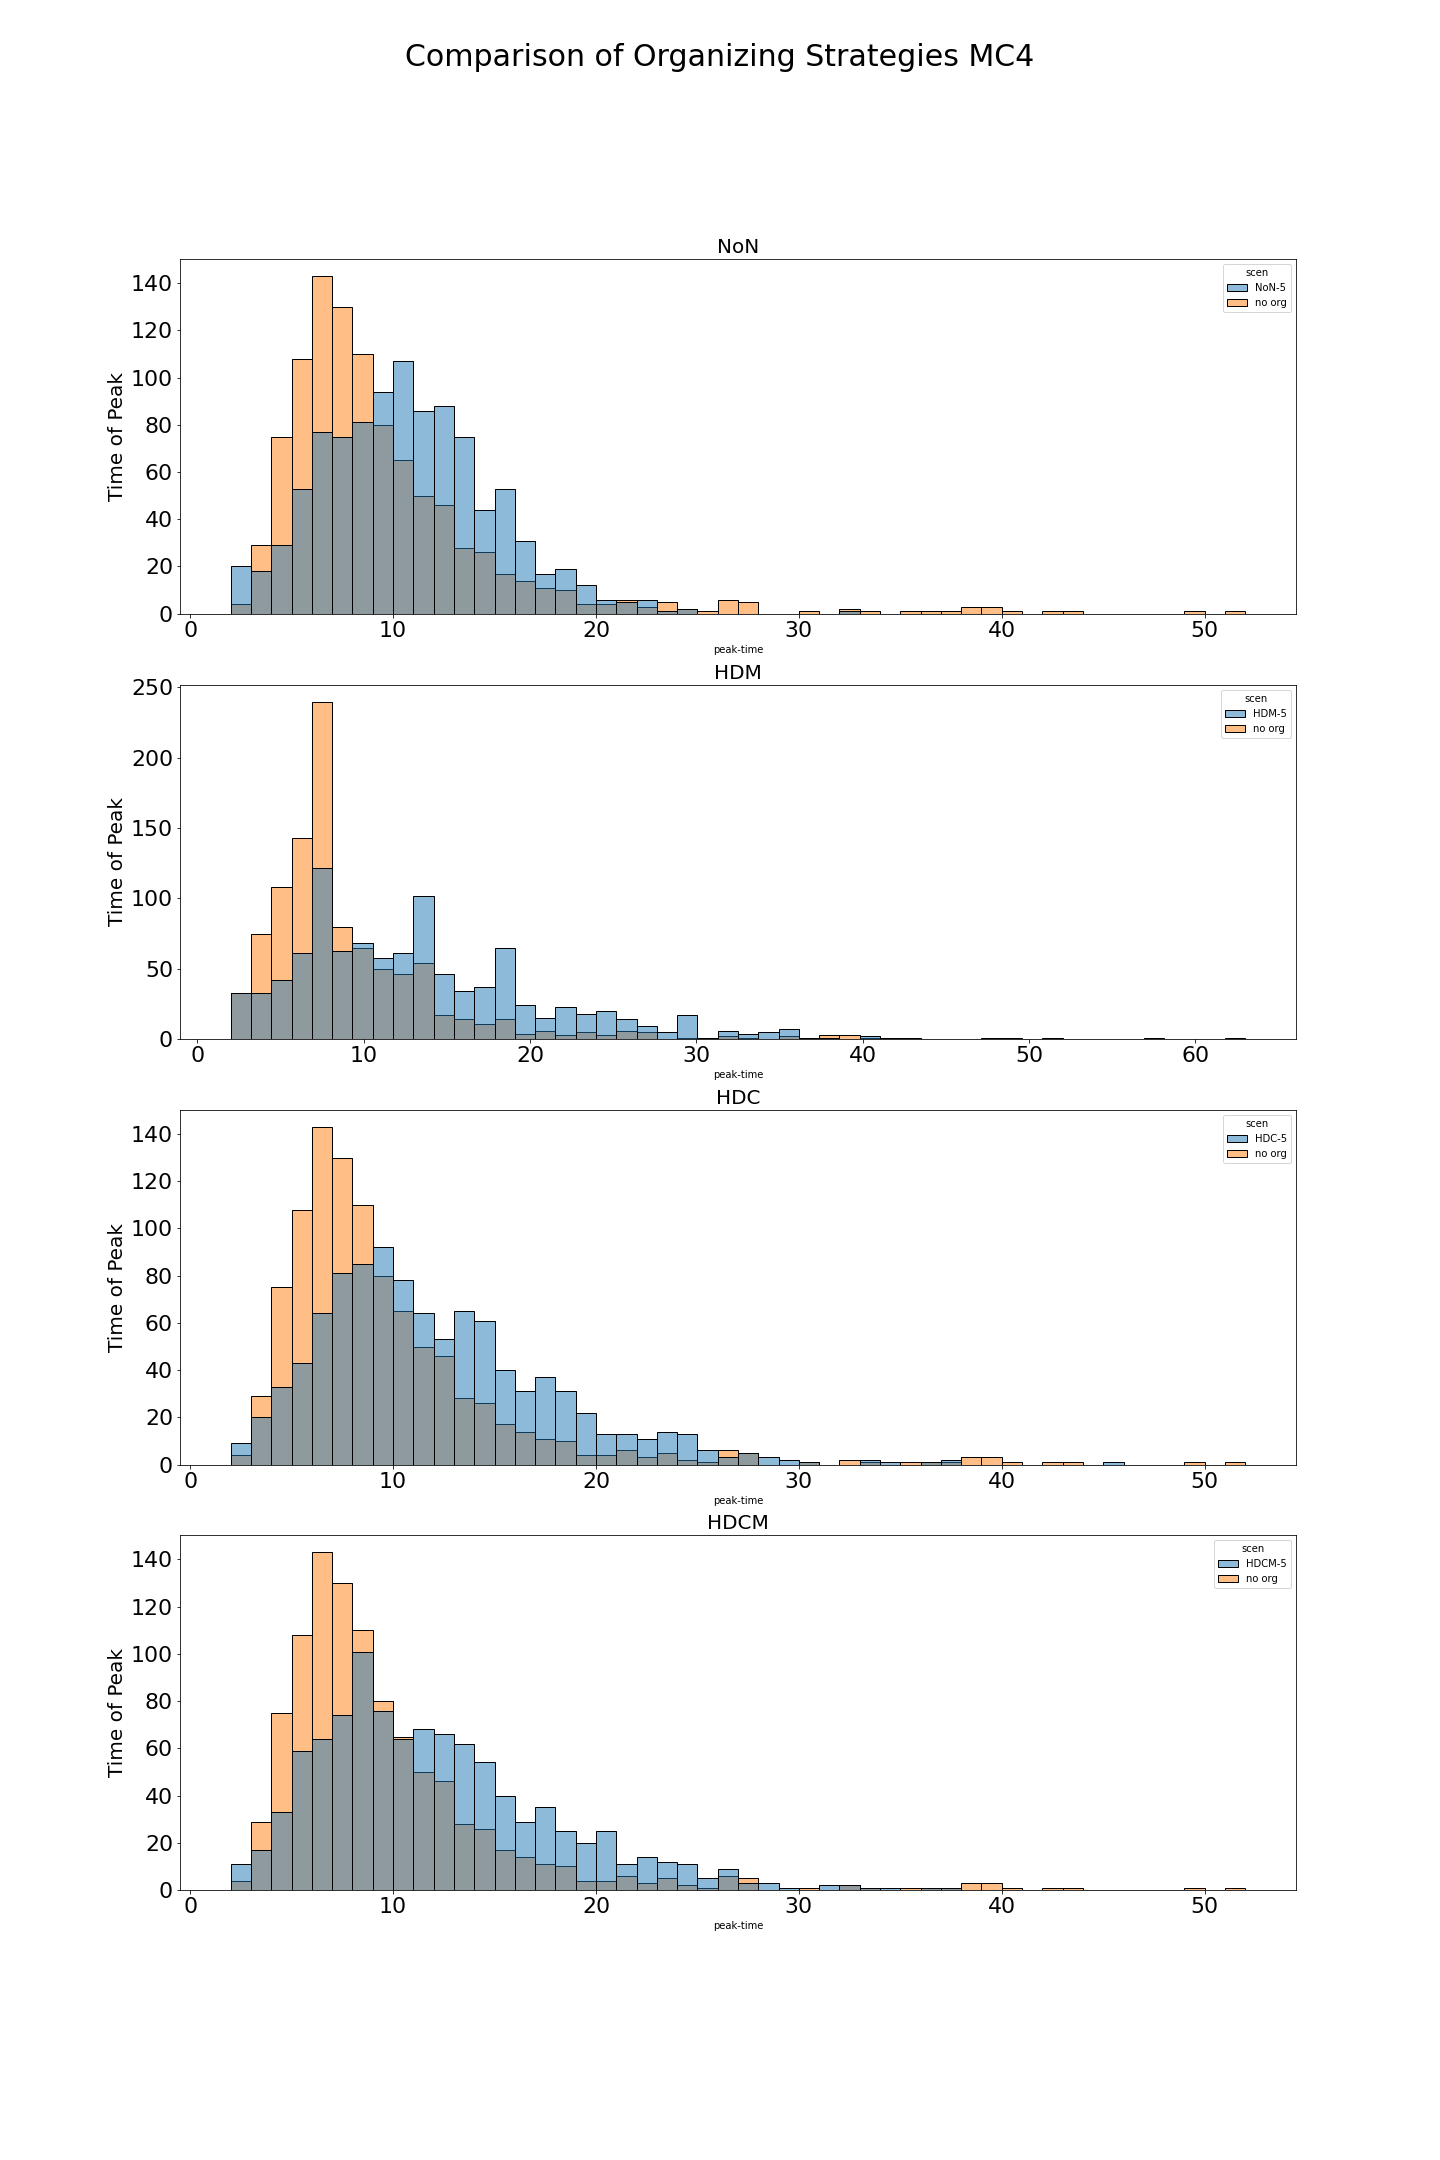 Comparison of Organizing Strategies MC4
NoN
scen
NoN-5
no org
Time of Peak
140
120
100
80
60
40
20
0
0 10 20 30 40 50
peak-time
HDM
scen
HDM-5
no org
Time of Peak
250
200
150
100
50
0
0 10 20 30 40 50 60
peak-time
HDC
scen
HDC-5
no org
Time of Peak
140
120
100
80
60
40
20
0
0 10 20 30 40 50
peak-time
HDCM
scen
HDCM-5
no org
Time of Peak
140
120
100
80
60
40
20
0
0 10 20 30 40 50
peak-time